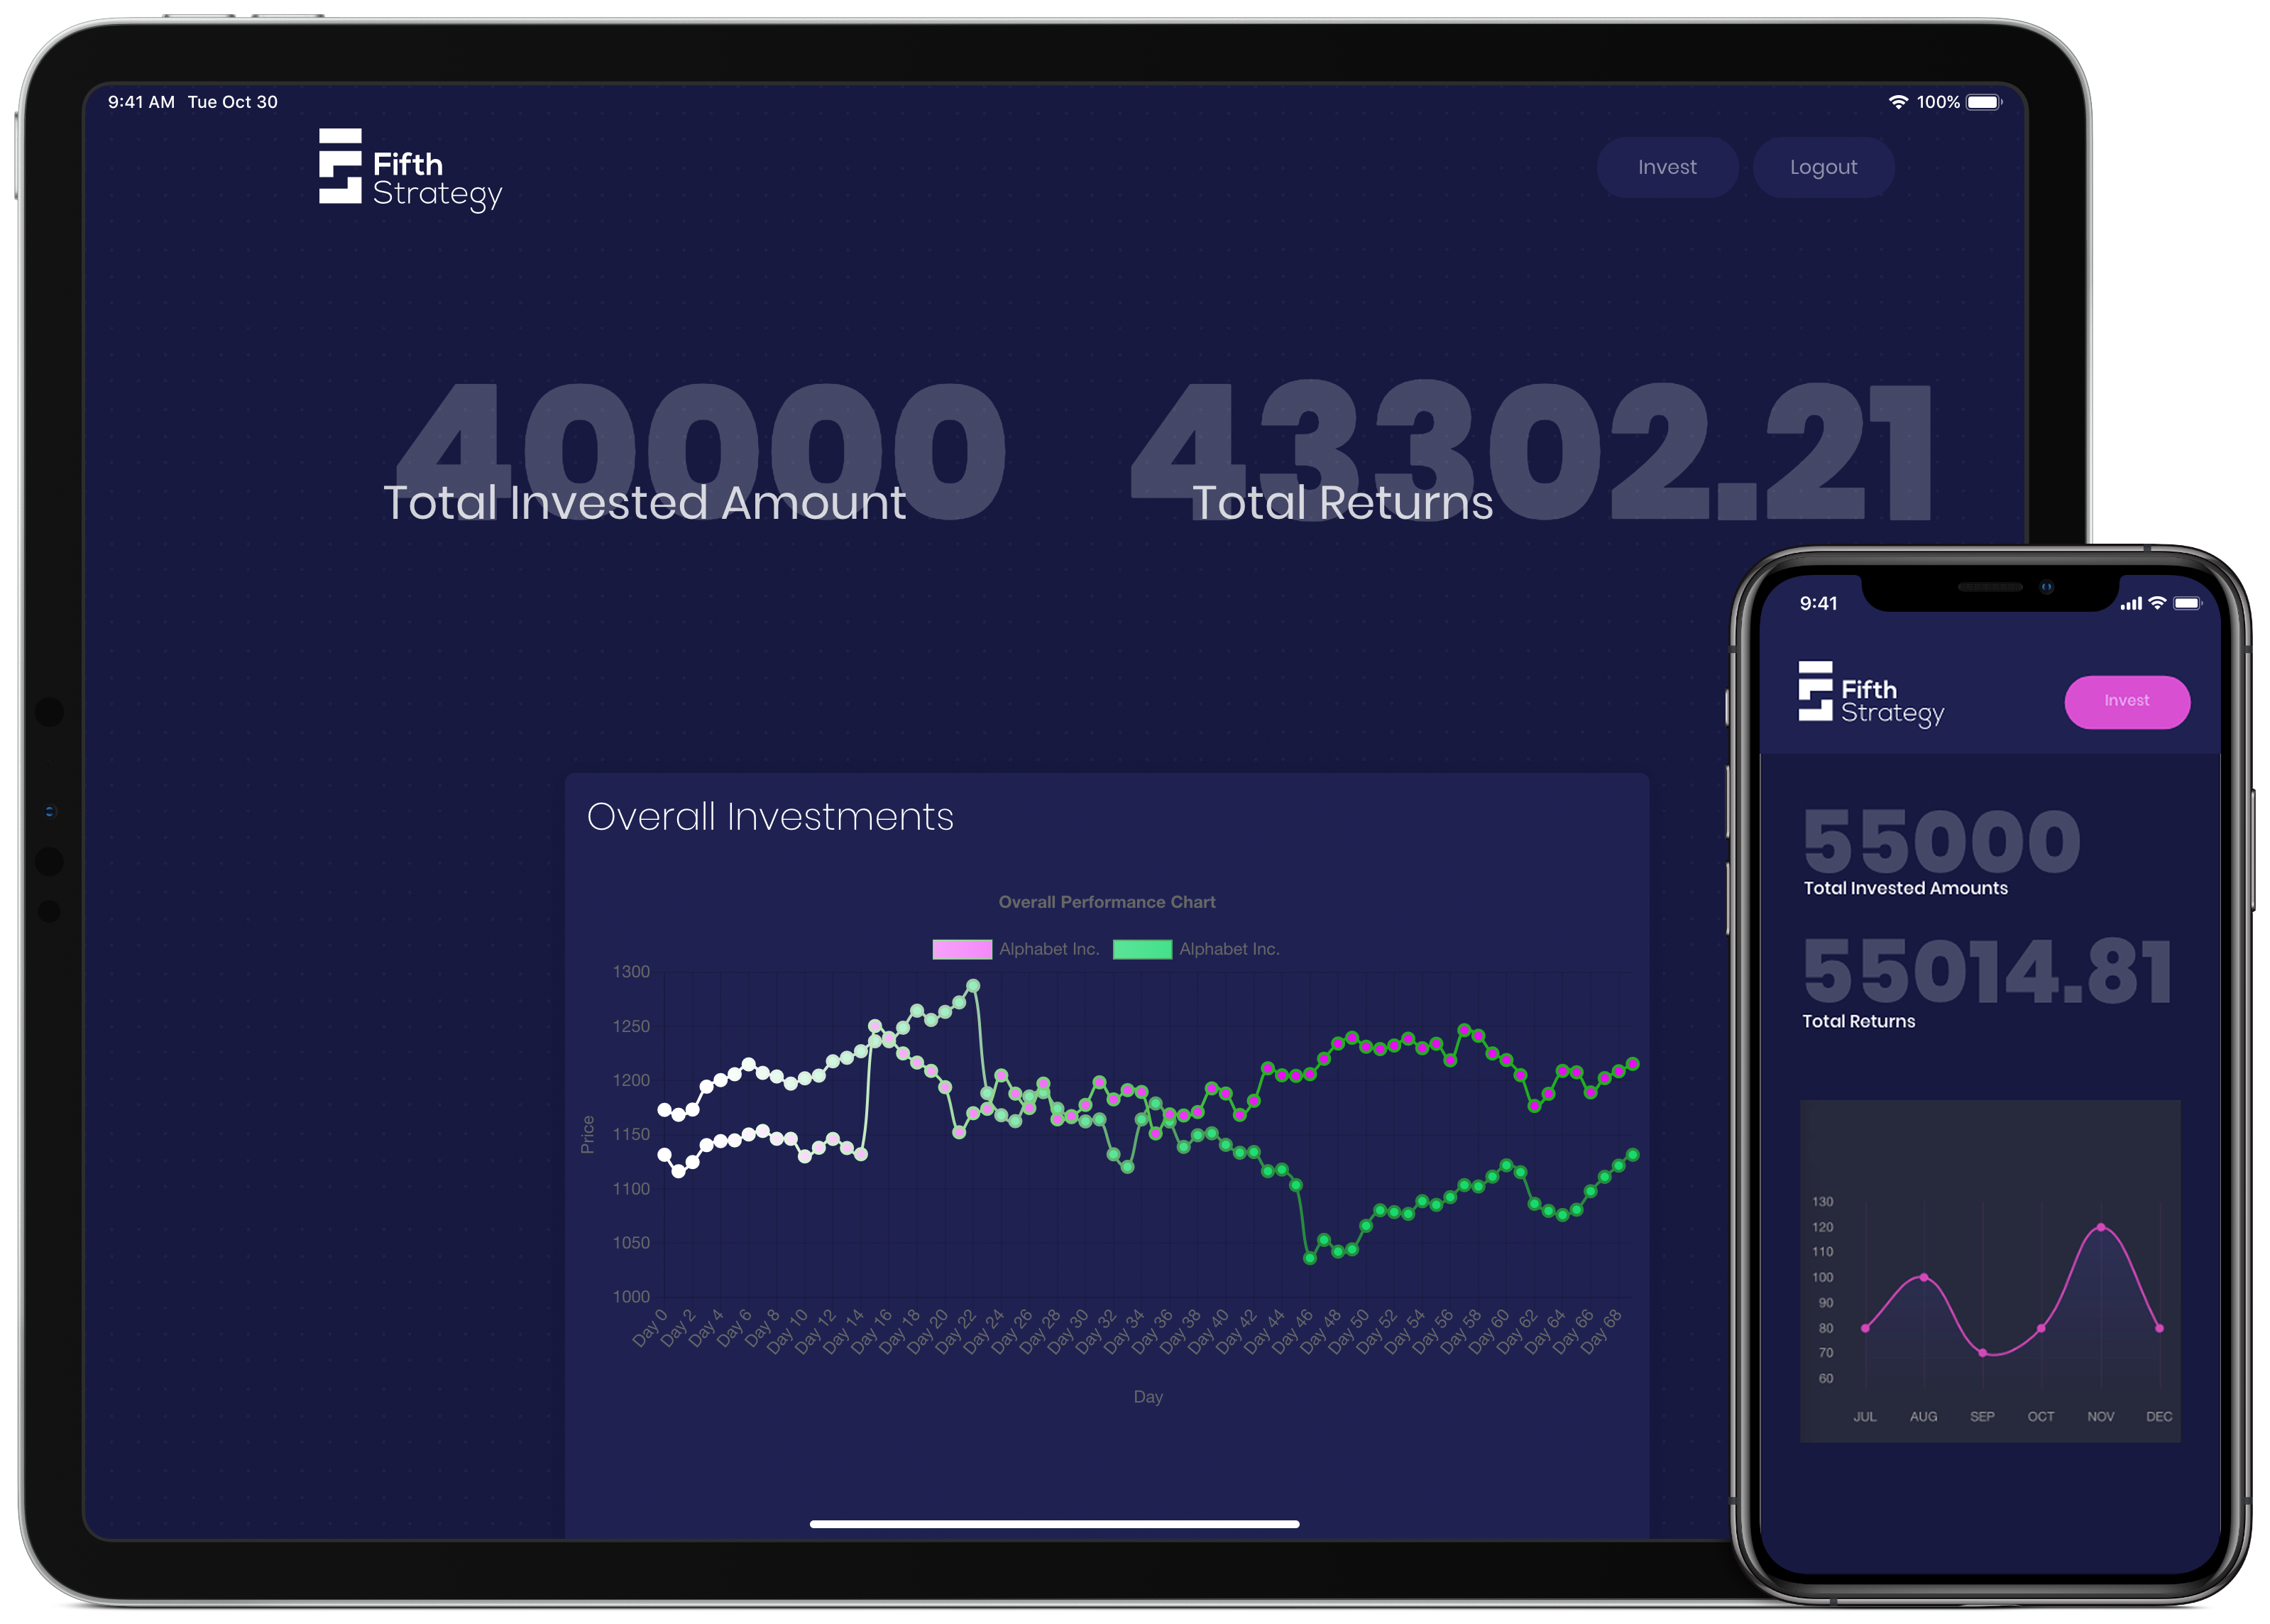 9:41 AM Tue Oct 30
100%
Fifth
Strategy
Invest
Logout
40000
Total Invested Amount
43302.21
Total Returns
Overall Investments
Overall Performance Chart
Alphabet Inc.
Alphabet Inc.
1300
1250
1200
1150
1100
1050
1000
Price
Day 0
Day 2
Day 4
Day 6
Day 8
Day 10
Day 12
Day 14
Day 16
Day 18
Day 20
Day 22
Day 24
Day 26
Day 28
Day 30
Day 32
Day 34
Day 36
Day 38
Day 40
Day 42
Day 44
Day 46
Day 48
Day 50
Day 52
Day 54
Day 56
Day 58
Day 60
Day 62
Day 64
Day 66
Day 68
Day
9:41
Fifth
Strategy
Invest
55000
Total Invested Amounts
55014.81
Total Returns
130
120
110
100
90
80
70
60
JUL AUG SEP OCT NOV DEC